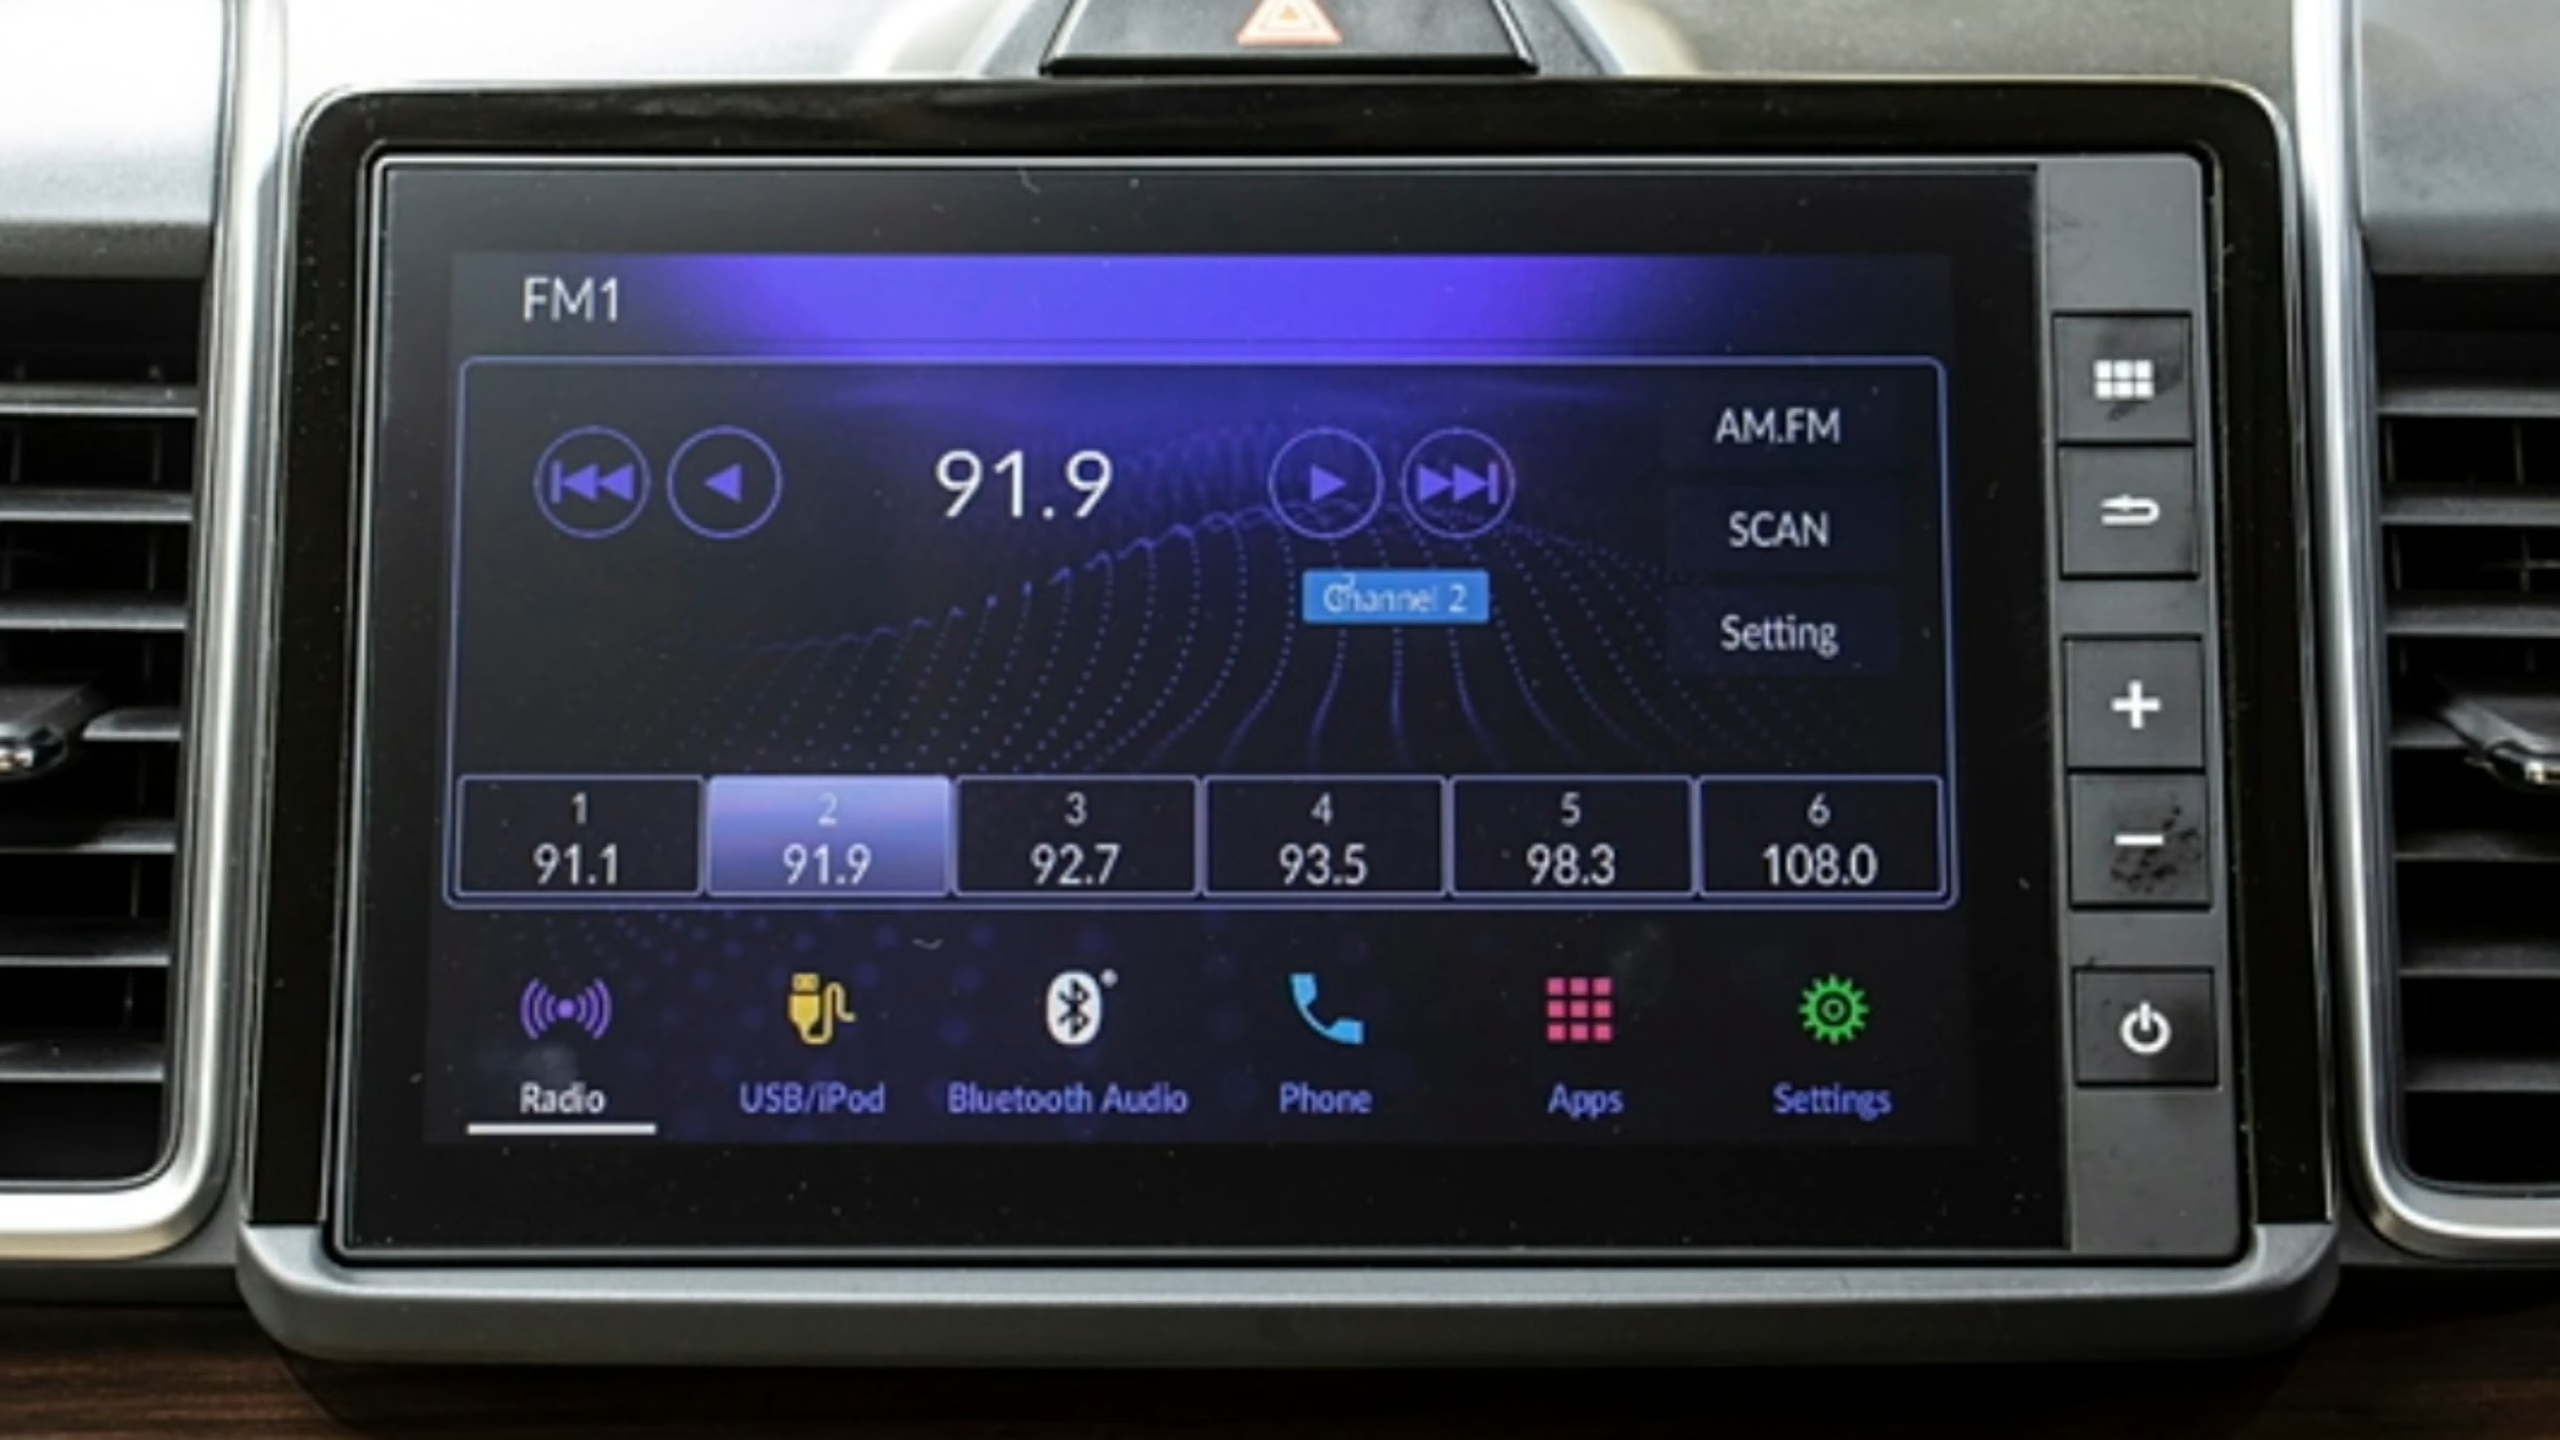 FM1
91.9
AM.FM
SCAN
Channel 2
Setting
1 2 3 4 5 6
91.1 91.9 92.7 93.5 98.3 108.0
Radio USB/iPod Bluetooth Audio Phone Apps Settings